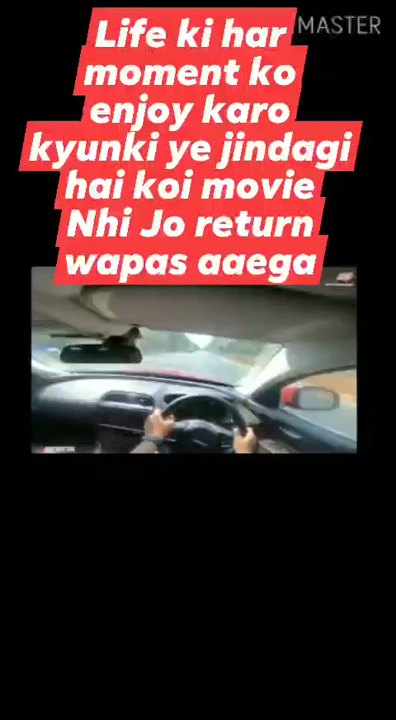 MASTER
Life ki har
moment ko
enjoy karo
kyunki ye jindagi
hai koi movie
Nhi Jo return
wapas aaega